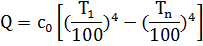 Q = c₀ [(T₁/100)⁴ − (Tₙ/100)⁴]